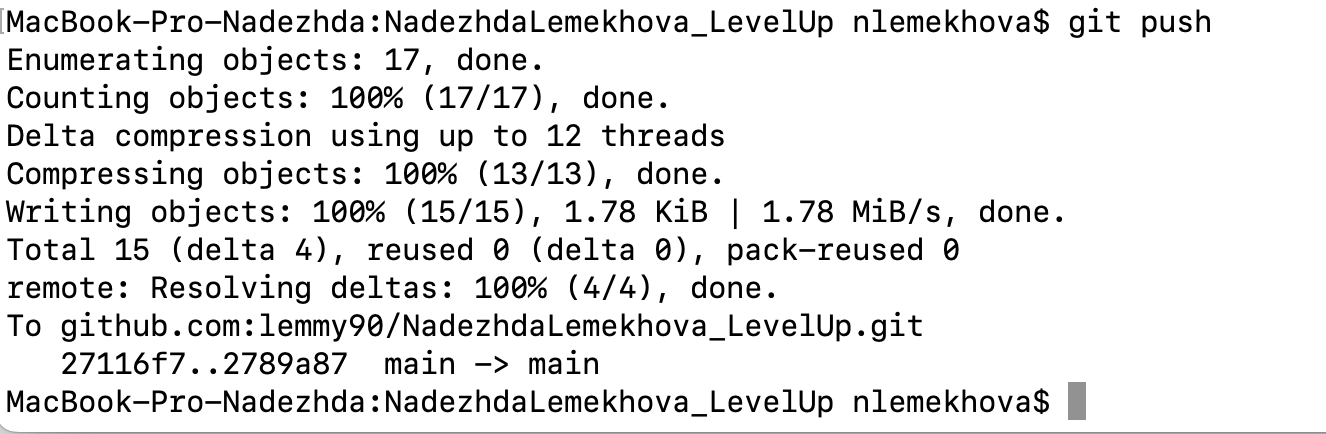 MacBook-Pro-Nadezhda:NadezhdaLemekhova_LevelUp nlemekhova$ git push
Enumerating objects: 17, done.
Counting objects: 100% (17/17), done.
Delta compression using up to 12 threads
Compressing objects: 100% (13/13), done.
Writing objects: 100% (15/15), 1.78 KiB | 1.78 MiB/s, done.
Total 15 (delta 4), reused 0 (delta 0), pack-reused 0
remote: Resolving deltas: 100% (4/4), done.
To github.com:lemmy90/NadezhdaLemekhova_LevelUp.git
   27116f7..2789a87  main -> main
MacBook-Pro-Nadezhda:NadezhdaLemekhova_LevelUp nlemekhova$